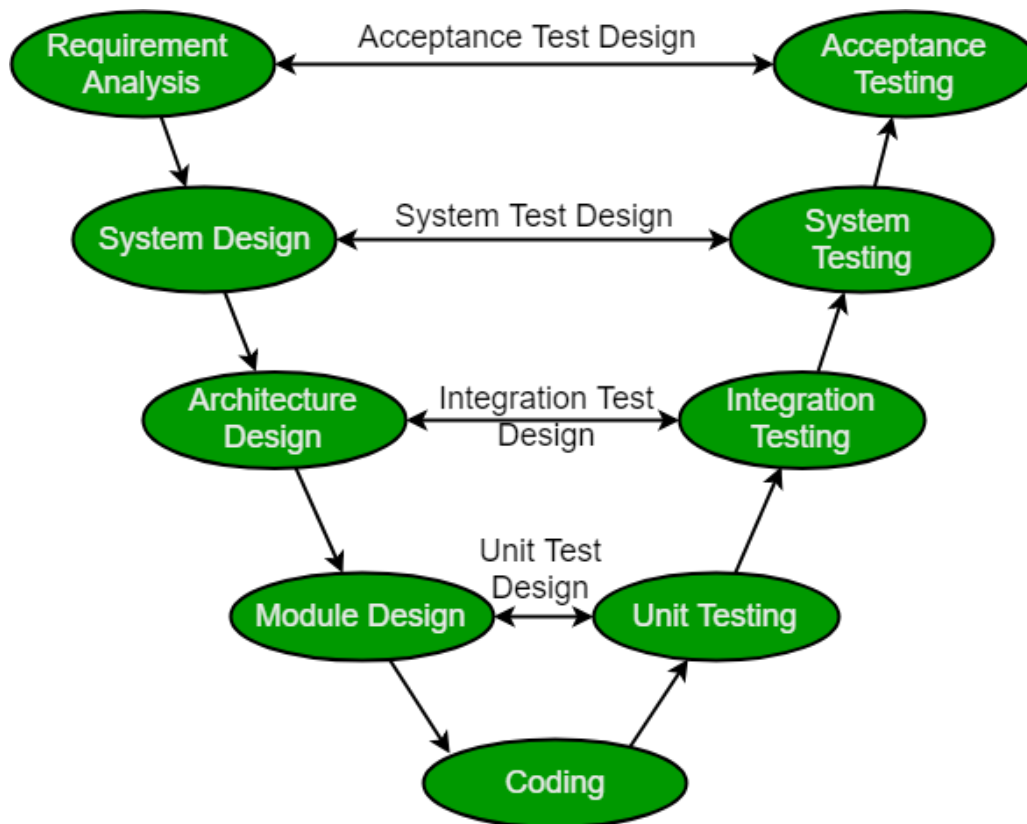 Requirement
Analysis
Acceptance Test Design
Acceptance
Testing
System Design
System Test Design
System
Testing
Architecture
Design
Integration Test
Design
Integration
Testing
Module Design
Unit Test
Design
Unit Testing
Coding